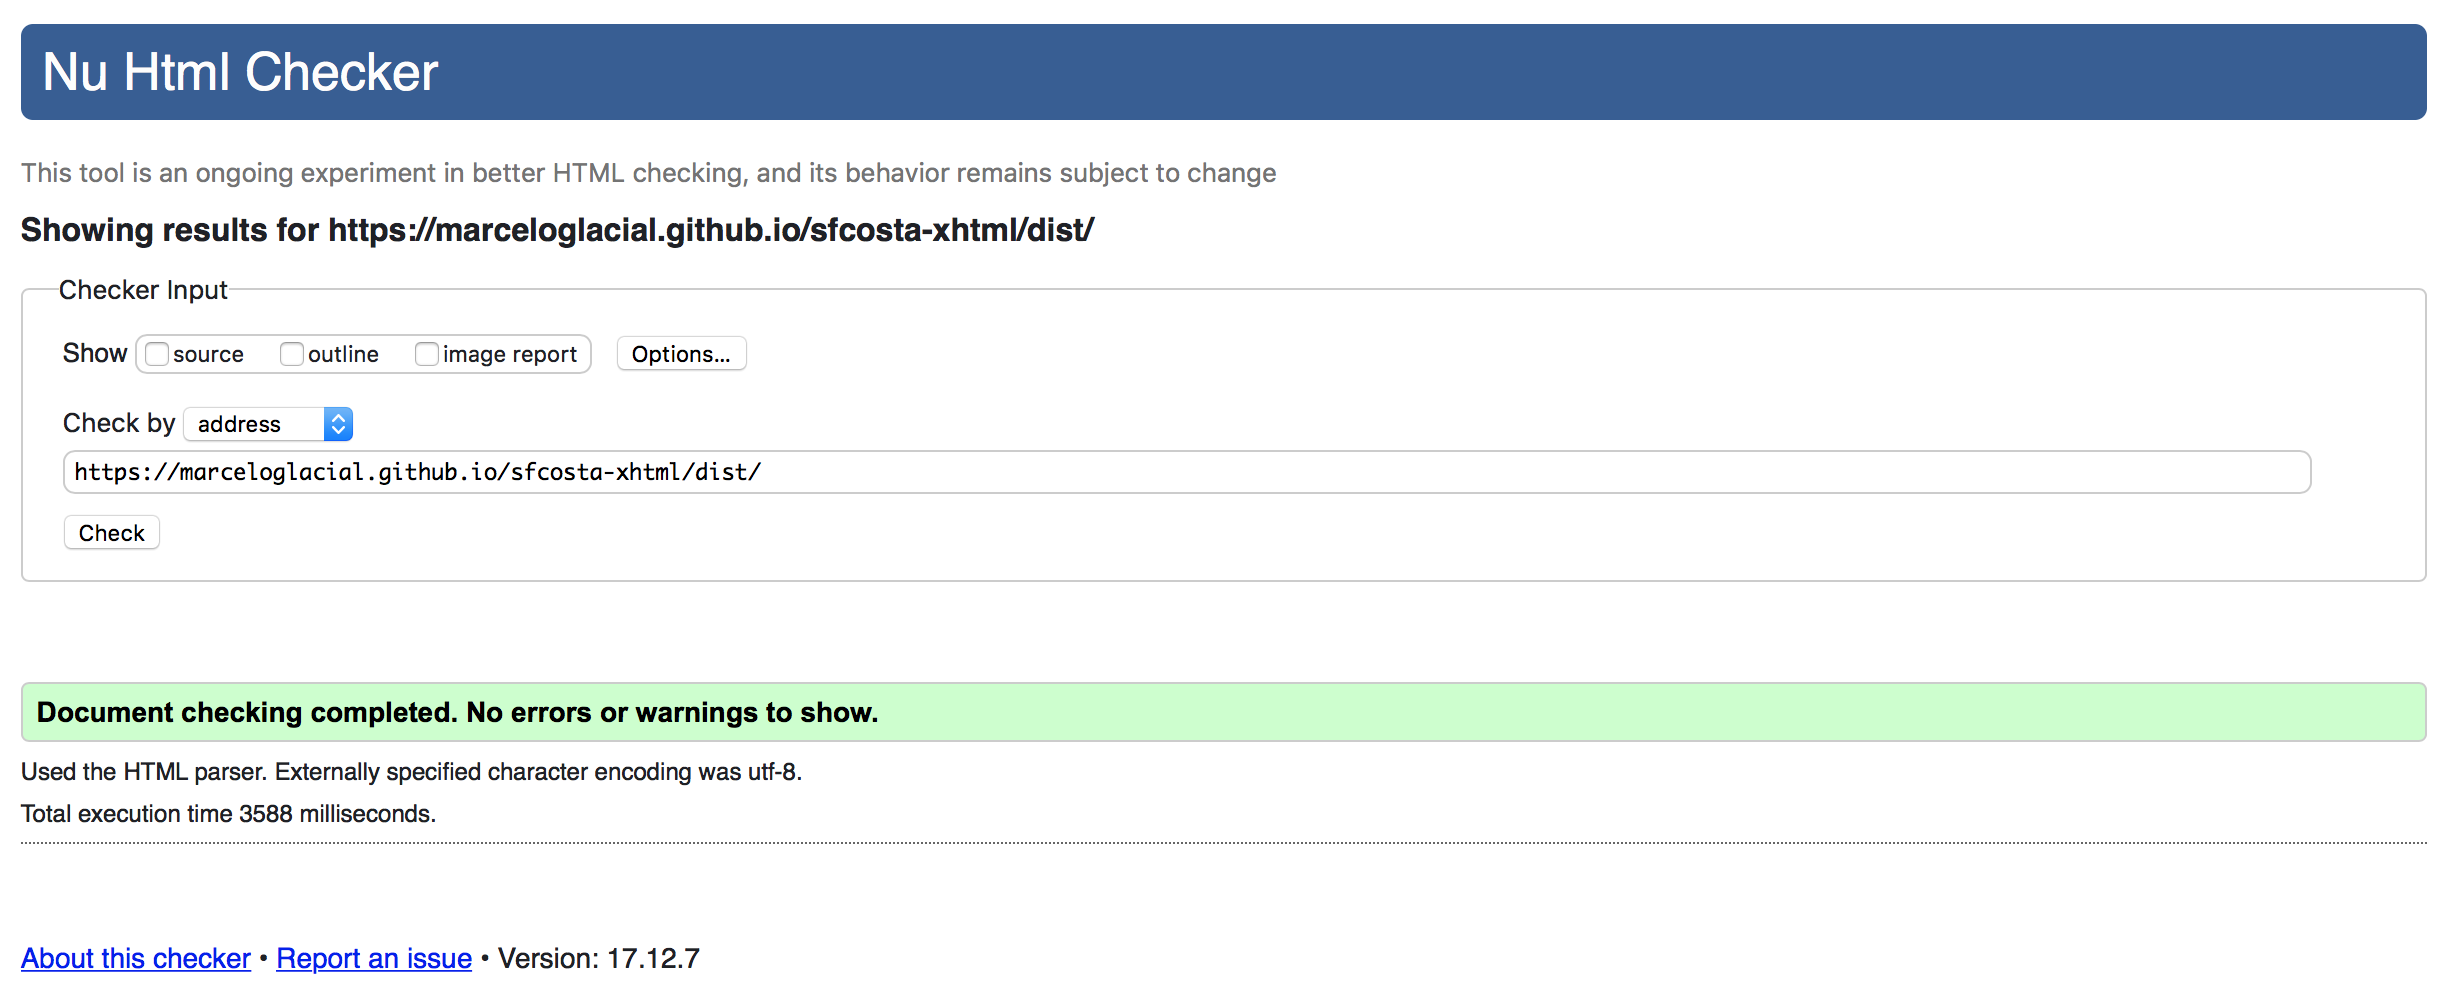 Nu Html Checker
This tool is an ongoing experiment in better HTML checking, and its behavior remains subject to change
Showing results for https://marceloglacial.github.io/sfcosta-xhtml/dist/
Checker Input
Show source outline image report Options...
Check by address
https://marceloglacial.github.io/sfcosta-xhtml/dist/
Check
Document checking completed. No errors or warnings to show.
Used the HTML parser. Externally specified character encoding was utf-8.
Total execution time 3588 milliseconds.
About this checker • Report an issue • Version: 17.12.7